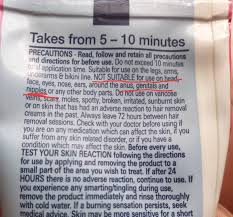 Takes from 5 – 10 minutes
PRECAUTIONS - Read, follow and retain all precautions
and directions for before use. Do not exceed 10 minutes
total application time. Suitable for use on the legs, arms,
underarms & bikini line. NOT SUITABLE for use on head-
face, eyes, nose, ears, around the anus, genitals and
nipples or any other body parts. Do not use on varicose
veins, scars, moles, spotty, broken, irritated, sunburnt skin
or on skin that has had an adverse reaction to hair removal
creams in the past. Always leave 72 hours between hair
removal sessions. Check with your doctor before using if
you are on any medication which can affect the skin, if you
suffer from any skin related disorder, or if you have a
condition which may affect the skin. Before every use,
TEST YOUR SKIN REACTION following the directions
for use by applying and removing the product to a
small part of the area you wish to treat. If after 24
HOURS there is no adverse reaction, continue to use. If
you experience any smarting/tingling during use,
remove the product immediately and rinse thoroughly
with cold water. If a burning sensation persists, seek
medical advice. Skin may be more sensitive for a short